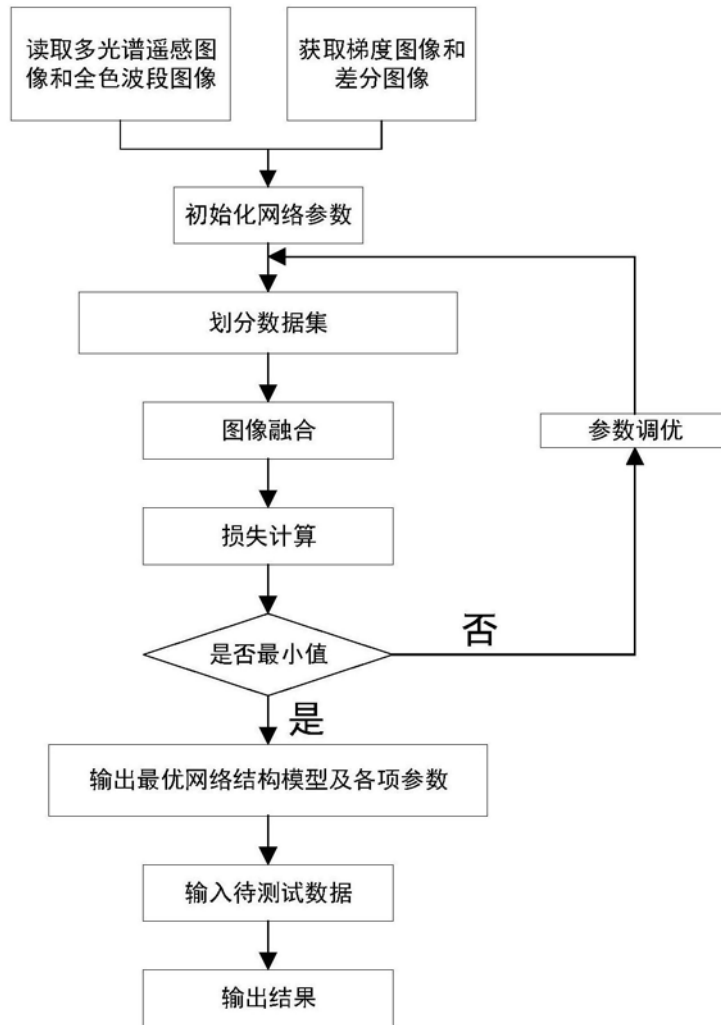 读取多光谱遥感图
像和全色波段图像
获取梯度图像和
差分图像
初始化网络参数
划分数据集
图像融合
参数调优
损失计算
是否最小值
否
是
输出最优网络结构模型及各项参数
输入待测试数据
输出结果